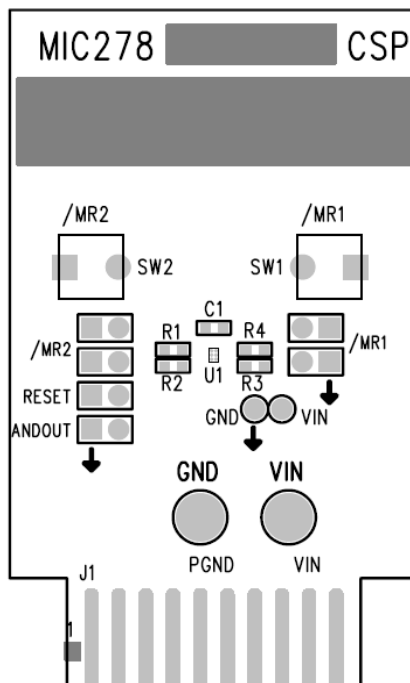 MIC278 CSP
/MR2 /MR1
SW2 SW1
C1
R1 R4
/MR2 /MR1
U1
R2 R3
RESET
GND VIN
ANDOUT
GND VIN
PGND VIN
J1
1